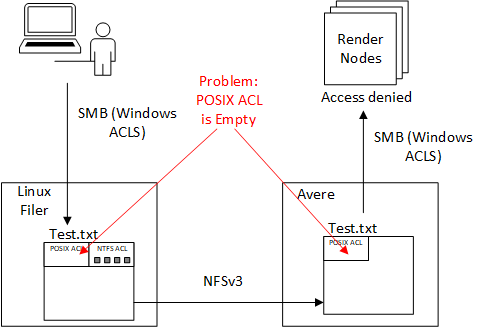 Problem:
POSIX ACL
is Empty
Render
Nodes
Access denied
SMB (Windows
ACLS)
SMB (Windows
ACLS)
Linux
Filer
Test.txt
POSIX ACL
NTFS ACL
NFSv3
Avere
Test.txt
POSIX ACL